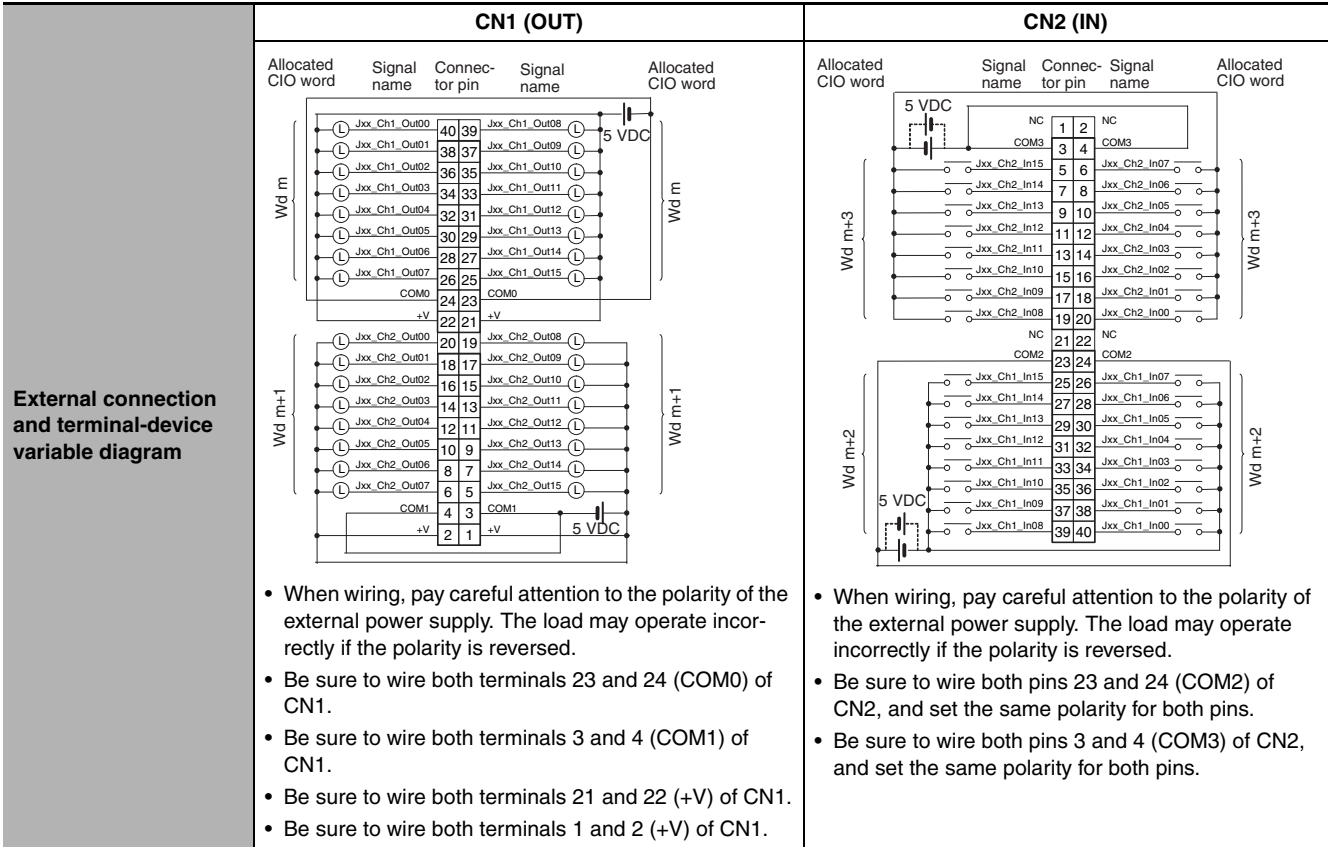 CN1 (OUT)
CN2 (IN)
External connection
and terminal-device
variable diagram
Allocated CIO word
Signal name
Connec- tor pin
Signal name
Allocated CIO word
5 VDC
Wd m
Jxx_Ch1_Out00 40 39 Jxx_Ch1_Out08
Jxx_Ch1_Out01 38 37 Jxx_Ch1_Out09
Jxx_Ch1_Out02 36 35 Jxx_Ch1_Out10
Jxx_Ch1_Out03 34 33 Jxx_Ch1_Out11
Jxx_Ch1_Out04 32 31 Jxx_Ch1_Out12
Jxx_Ch1_Out05 30 29 Jxx_Ch1_Out13
Jxx_Ch1_Out06 28 27 Jxx_Ch1_Out14
Jxx_Ch1_Out07 26 25 Jxx_Ch1_Out15
Wd m
COM0 24 23 COM0
+V 22 21 +V
Wd m+1
Jxx_Ch2_Out00 20 19 Jxx_Ch2_Out08
Jxx_Ch2_Out01 18 17 Jxx_Ch2_Out09
Jxx_Ch2_Out02 16 15 Jxx_Ch2_Out10
Jxx_Ch2_Out03 14 13 Jxx_Ch2_Out11
Jxx_Ch2_Out04 12 11 Jxx_Ch2_Out12
Jxx_Ch2_Out05 10 9 Jxx_Ch2_Out13
Jxx_Ch2_Out06 8 7 Jxx_Ch2_Out14
Jxx_Ch2_Out07 6 5 Jxx_Ch2_Out15
Wd m+1
COM1 4 3 COM1
+V 2 1 +V
5 VDC
• When wiring, pay careful attention to the polarity of the
external power supply. The load may operate incor-
rectly if the polarity is reversed.
• Be sure to wire both terminals 23 and 24 (COM0) of
CN1.
• Be sure to wire both terminals 3 and 4 (COM1) of
CN1.
• Be sure to wire both terminals 21 and 22 (+V) of CN1.
• Be sure to wire both terminals 1 and 2 (+V) of CN1.
Allocated CIO word
Signal name
Connec- tor pin
Signal name
Allocated CIO word
5 VDC
NC 1 2 NC
COM3 3 4 COM3
Wd m+3
Jxx_Ch2_In15 5 6 Jxx_Ch2_In07
Jxx_Ch2_In14 7 8 Jxx_Ch2_In06
Jxx_Ch2_In13 9 10 Jxx_Ch2_In05
Jxx_Ch2_In12 11 12 Jxx_Ch2_In04
Jxx_Ch2_In11 13 14 Jxx_Ch2_In03
Jxx_Ch2_In10 15 16 Jxx_Ch2_In02
Jxx_Ch2_In09 17 18 Jxx_Ch2_In01
Jxx_Ch2_In08 19 20 Jxx_Ch2_In00
Wd m+3
NC 21 22 NC
COM2 23 24 COM2
Wd m+2
Jxx_Ch1_In15 25 26 Jxx_Ch1_In07
Jxx_Ch1_In14 27 28 Jxx_Ch1_In06
Jxx_Ch1_In13 29 30 Jxx_Ch1_In05
Jxx_Ch1_In12 31 32 Jxx_Ch1_In04
Jxx_Ch1_In11 33 34 Jxx_Ch1_In03
Jxx_Ch1_In10 35 36 Jxx_Ch1_In02
Jxx_Ch1_In09 37 38 Jxx_Ch1_In01
Jxx_Ch1_In08 39 40 Jxx_Ch1_In00
Wd m+2
5 VDC
• When wiring, pay careful attention to the polarity of
the external power supply. The load may operate
incorrectly if the polarity is reversed.
• Be sure to wire both pins 23 and 24 (COM2) of
CN2, and set the same polarity for both pins.
• Be sure to wire both pins 3 and 4 (COM3) of CN2,
and set the same polarity for both pins.